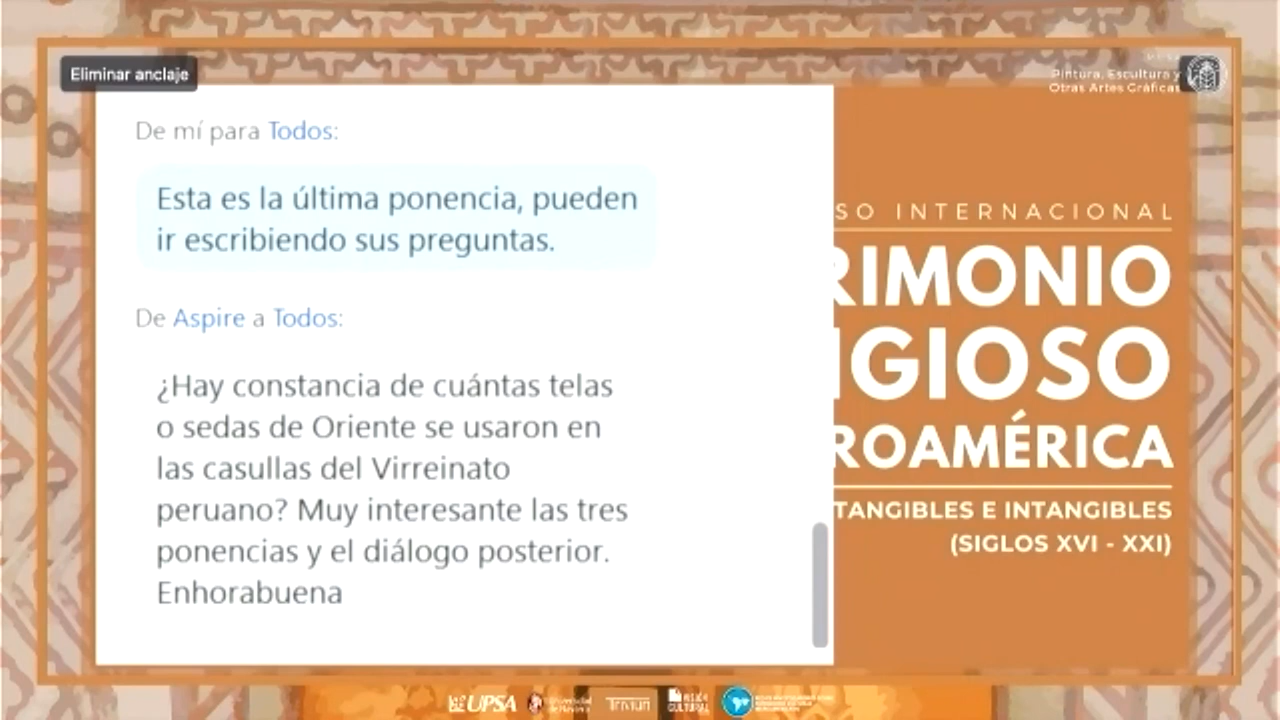 Eliminar anclaje
Pintura, Escultura y
Otras Artes Gráficas
De mí para Todos:
Esta es la última ponencia, pueden
ir escribiendo sus preguntas.
De Aspire a Todos:
¿Hay constancia de cuántas telas
o sedas de Oriente se usaron en
las casullas del Virreinato
peruano? Muy interesante las tres
ponencias y el diálogo posterior.
Enhorabuena
SO INTERNACIONAL
RIMONIO
IGIOSO
ROAMÉRICA
TANGIBLES E INTANGIBLES
(SIGLOS XVI - XXI)
UPSA